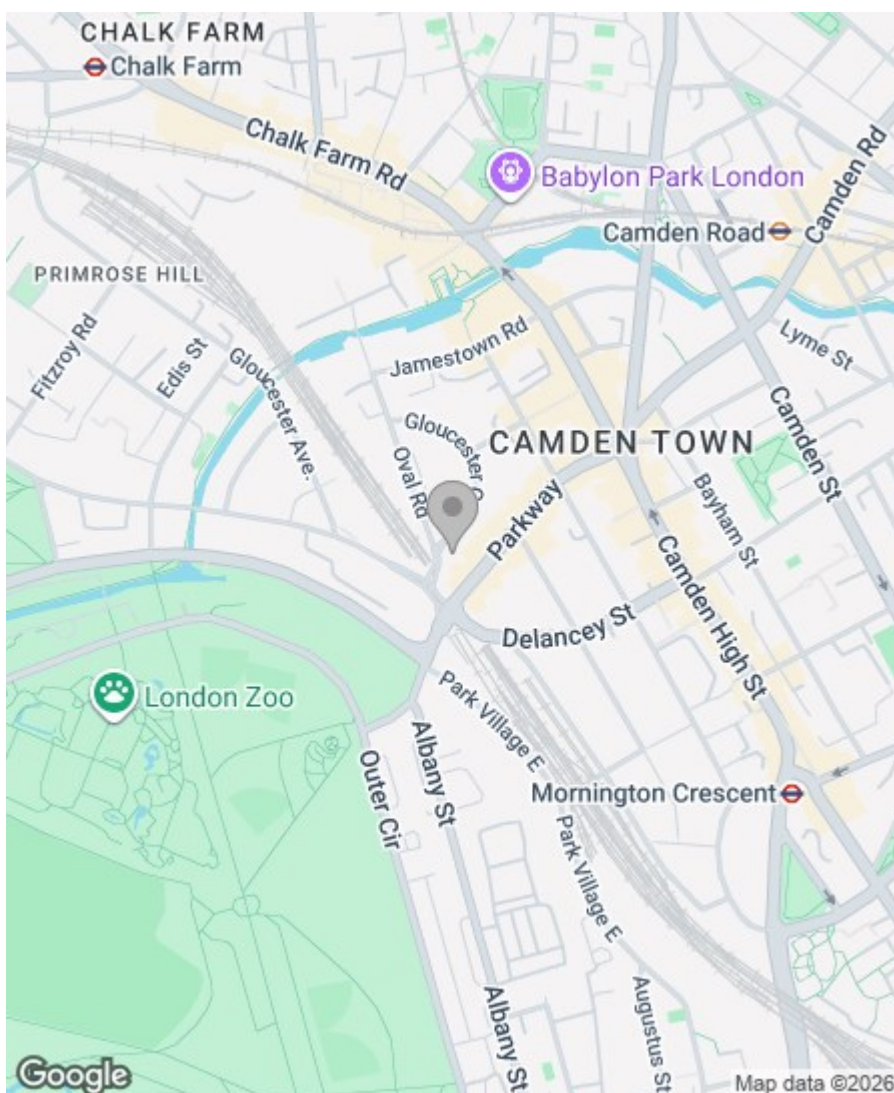 CHALK FARM
Chalk Farm
Chalk Farm Rd
Babylon Park London
Camden Rd
Camden Road
PRIMROSE HILL
Fitzroy Rd
Edis St
Gloucester Ave.
Jamestown Rd
Lyme St
Gloucester C
Oval Rd
CAMDEN TOWN
Camden St
Parkway
Bayham St
Camden High St
Delancey St
London Zoo
Park Village E
Albany St
Outer Cir
Mornington Crescent
Park Village E
Albany St
Augustus St
Google
Map data ©2026